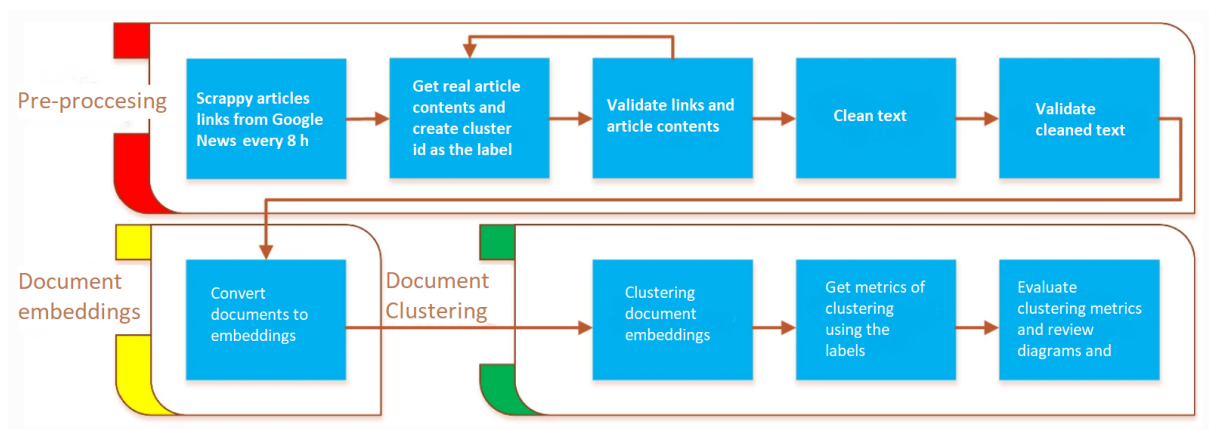 Pre-proccesing
Scrappy articles
links from Google
News every 8 h
Get real article
contents and
create cluster
id as the label
Validate links and
article contents
Clean text
Validate
cleaned text
Document
embeddings
Convert
documents to
embeddings
Document
Clustering
Clustering
document
embeddings
Get metrics of
clustering
using the
labels
Evaluate
clustering metrics
and review
diagrams and